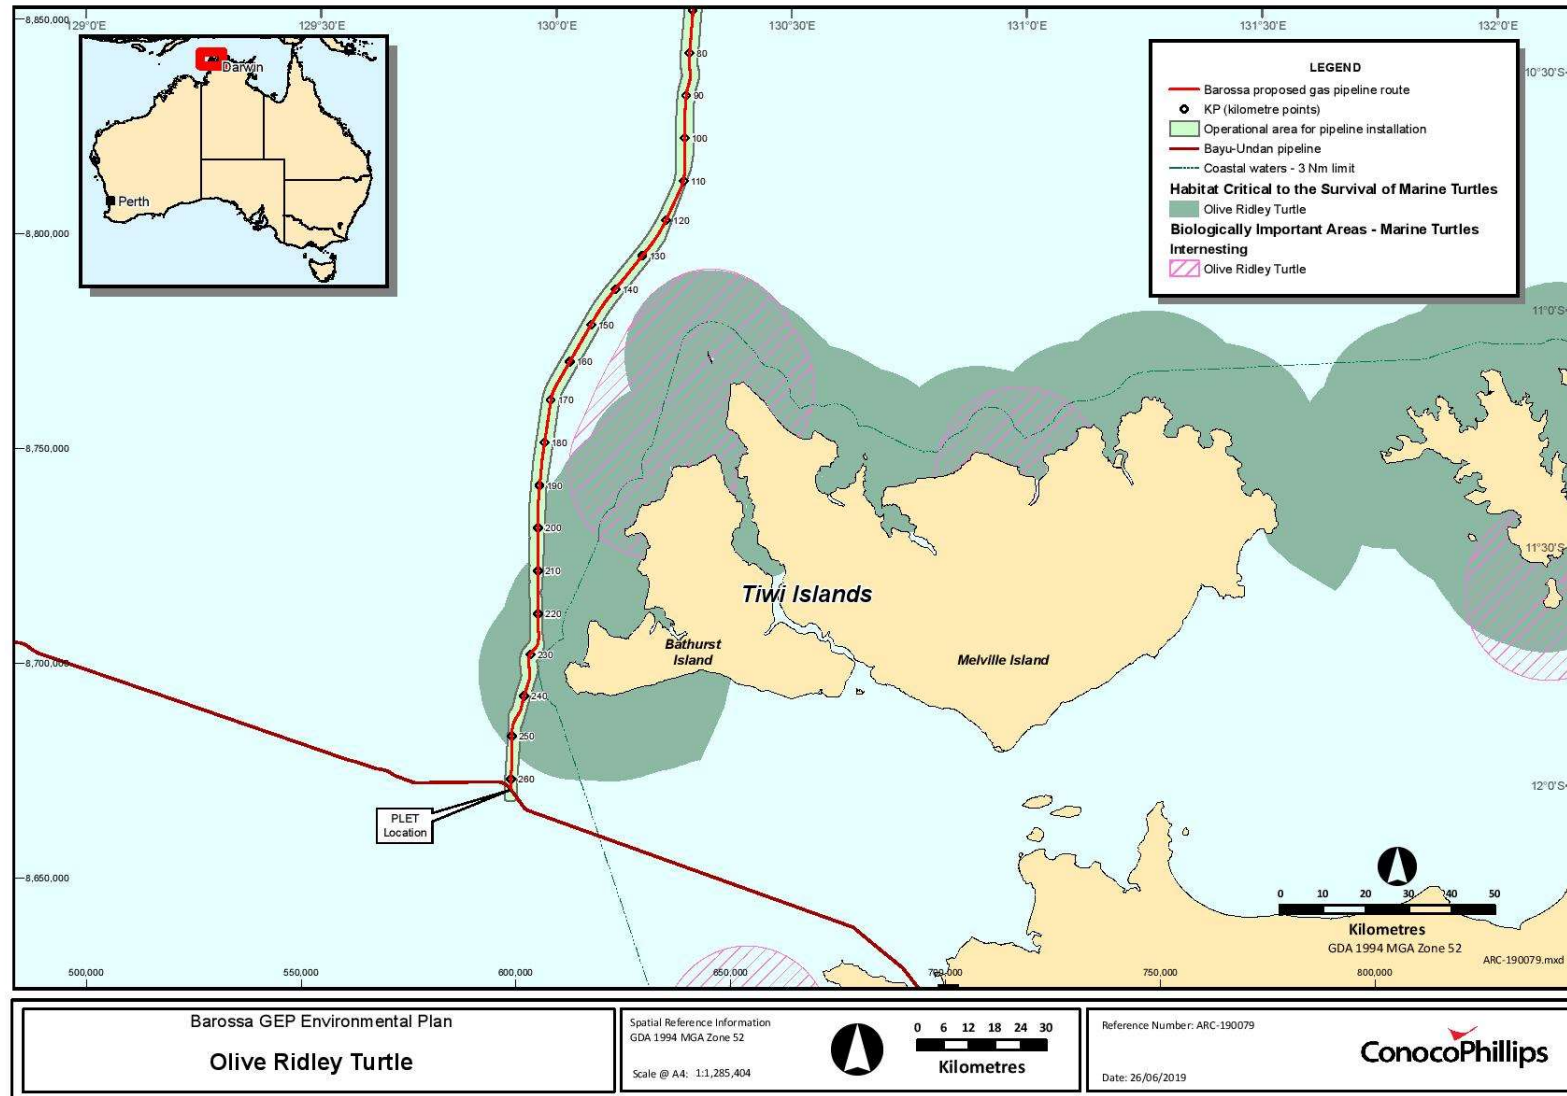 8,850,000
129°0'E
129°30'E
130°0'E
130°30'E
131°0'E
131°30'E
132°0'E
10°30'S
Darwin
Perth
LEGEND
Barossa proposed gas pipeline route
KP (kilometre points)
Operational area for pipeline installation
Bayu-Undan pipeline
Coastal waters - 3 Nm limit
Habitat Critical to the Survival of Marine Turtles
Olive Ridley Turtle
Biologically Important Areas - Marine Turtles
Internesting
Olive Ridley Turtle
80
90
100
110
120
8,800,000
130
140
11°0'S
150
160
170
180
8,750,000
190
200
11°30'S
210
Tiwi Islands
220
230
Bathurst
Island
Melville Island
8,700,000
240
250
260
12°0'S
PLET
Location
8,650,000
0 10 20 30 40 50
Kilometres
GDA 1994 MGA Zone 52
ARC-190079.mxd
500,000
550,000
600,000
650,000
700,000
750,000
800,000
Barossa GEP Environmental Plan
Olive Ridley Turtle
Spatial Reference Information
GDA 1994 MGA Zone 52
Scale @ A4: 1:1,285,404
0 6 12 18 24 30
Kilometres
Reference Number: ARC-190079
Date: 26/06/2019
ConocoPhillips